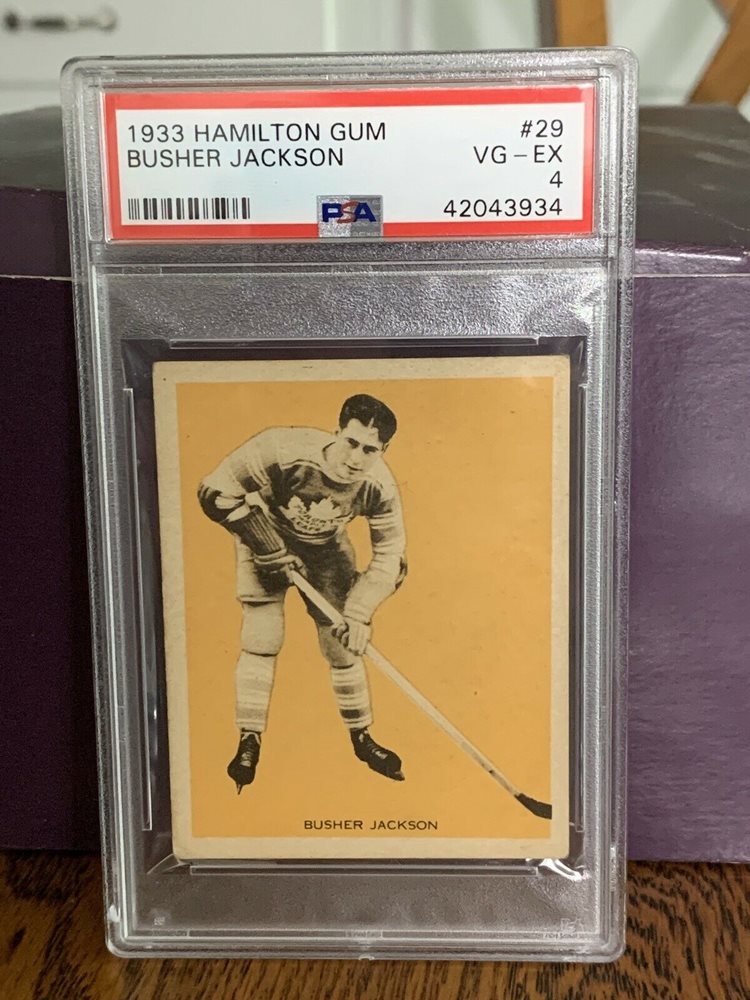 1933 HAMILTON GUM #29
BUSHER JACKSON VG-EX
4
PSA 42043934
BUSHER JACKSON